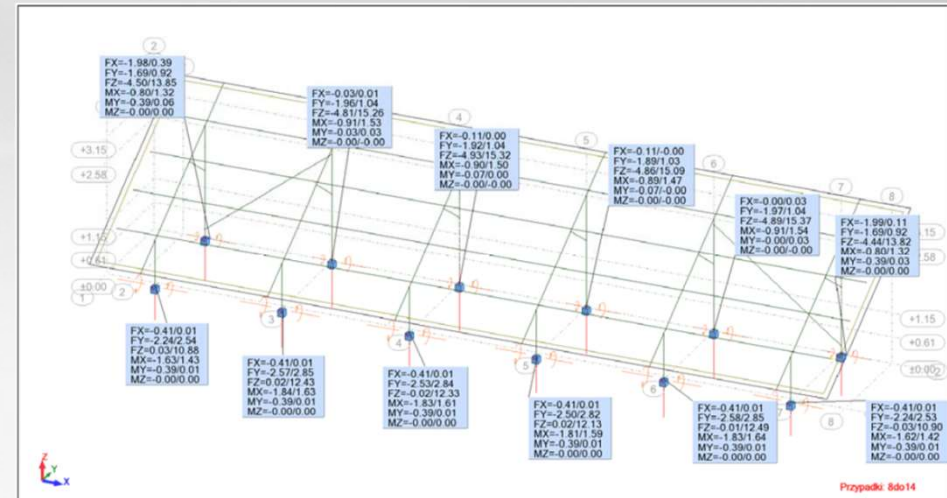 2
FX=-1.98/0.39
FY=-1.69/0.92
FZ=-4.50/13.85
MX=-0.80/1.32
MY=-0.39/0.06
MZ=-0.00/0.00
FX=-0.03/0.01
FY=-1.96/1.04
FZ=-4.81/15.26
MX=-0.91/1.53
MY=-0.03/0.03
MZ=-0.00/-0.00
4
FX=-0.11/0.00
FY=-1.92/1.04
FZ=-4.93/15.32
MX=-0.90/1.50
MY=-0.07/0.00
MZ=-0.00/-0.00
5
FX=-0.11/-0.00
FY=-1.89/1.03
FZ=-4.86/15.09
MX=-0.89/1.47
MY=-0.07/-0.00
MZ=-0.00/-0.00
6
FX=-0.00/0.03
FY=-1.97/1.04
FZ=-4.89/15.37
MX=-0.91/1.54
MY=-0.00/0.03
MZ=-0.00/-0.00
7
8
FX=-1.99/0.11
FY=-1.69/0.92
FZ=-4.44/13.82
MX=-0.80/1.32
MY=-0.39/0.03
MZ=-0.00/0.00
+3.15
+2.58
+0.61
±0.00
1
2
3
4
5
6
8
+1.15
+0.61
±0.00
FX=-0.41/0.01
FY=-2.24/2.54
FZ=0.03/10.88
MX=-1.63/1.43
MY=-0.39/0.01
MZ=-0.00/0.00
FX=-0.41/0.01
FY=-2.57/2.85
FZ=0.02/12.43
MX=-1.84/1.63
MY=-0.39/0.01
MZ=-0.00/0.00
FX=-0.41/0.01
FY=-2.53/2.84
FZ=-0.02/12.33
MX=-1.83/1.61
MY=-0.39/0.01
MZ=-0.00/0.00
FX=-0.41/0.01
FY=-2.50/2.82
FZ=0.02/12.13
MX=-1.81/1.59
MY=-0.39/0.01
MZ=-0.00/0.00
FX=-0.41/0.01
FY=-2.58/2.85
FZ=-0.01/12.49
MX=-1.83/1.64
MY=-0.39/0.01
MZ=-0.00/0.00
FX=-0.41/0.01
FY=-2.24/2.53
FZ=-0.03/10.90
MX=-1.62/1.42
MY=-0.39/0.01
MZ=-0.00/0.00
Z
Y
X
Przypadki: 8do14